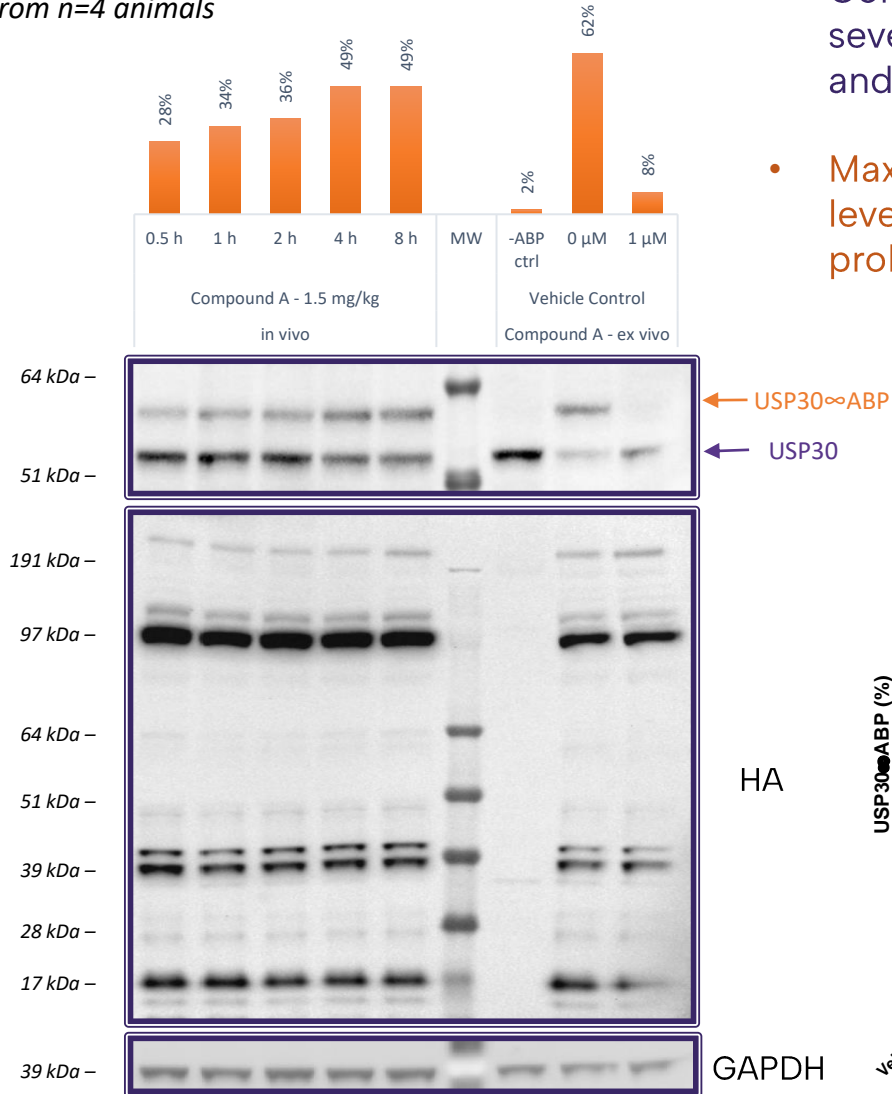 from n=4 animals
28%
34%
36%
49%
49%
2%
62%
8%
0.5 h
1 h
2 h
4 h
8 h
MW
-ABP ctrl
0 µM
1 µM
Compound A - 1.5 mg/kg
in vivo
Vehicle Control
Compound A - ex vivo
and
• Max
leve
64 kDa –
51 kDa –
USP30∞ABP
USP30
191 kDa –
97 kDa –
64 kDa –
51 kDa –
39 kDa –
28 kDa –
17 kDa –
HA
USP30∞ABP (%)
39 kDa –
GAPDH